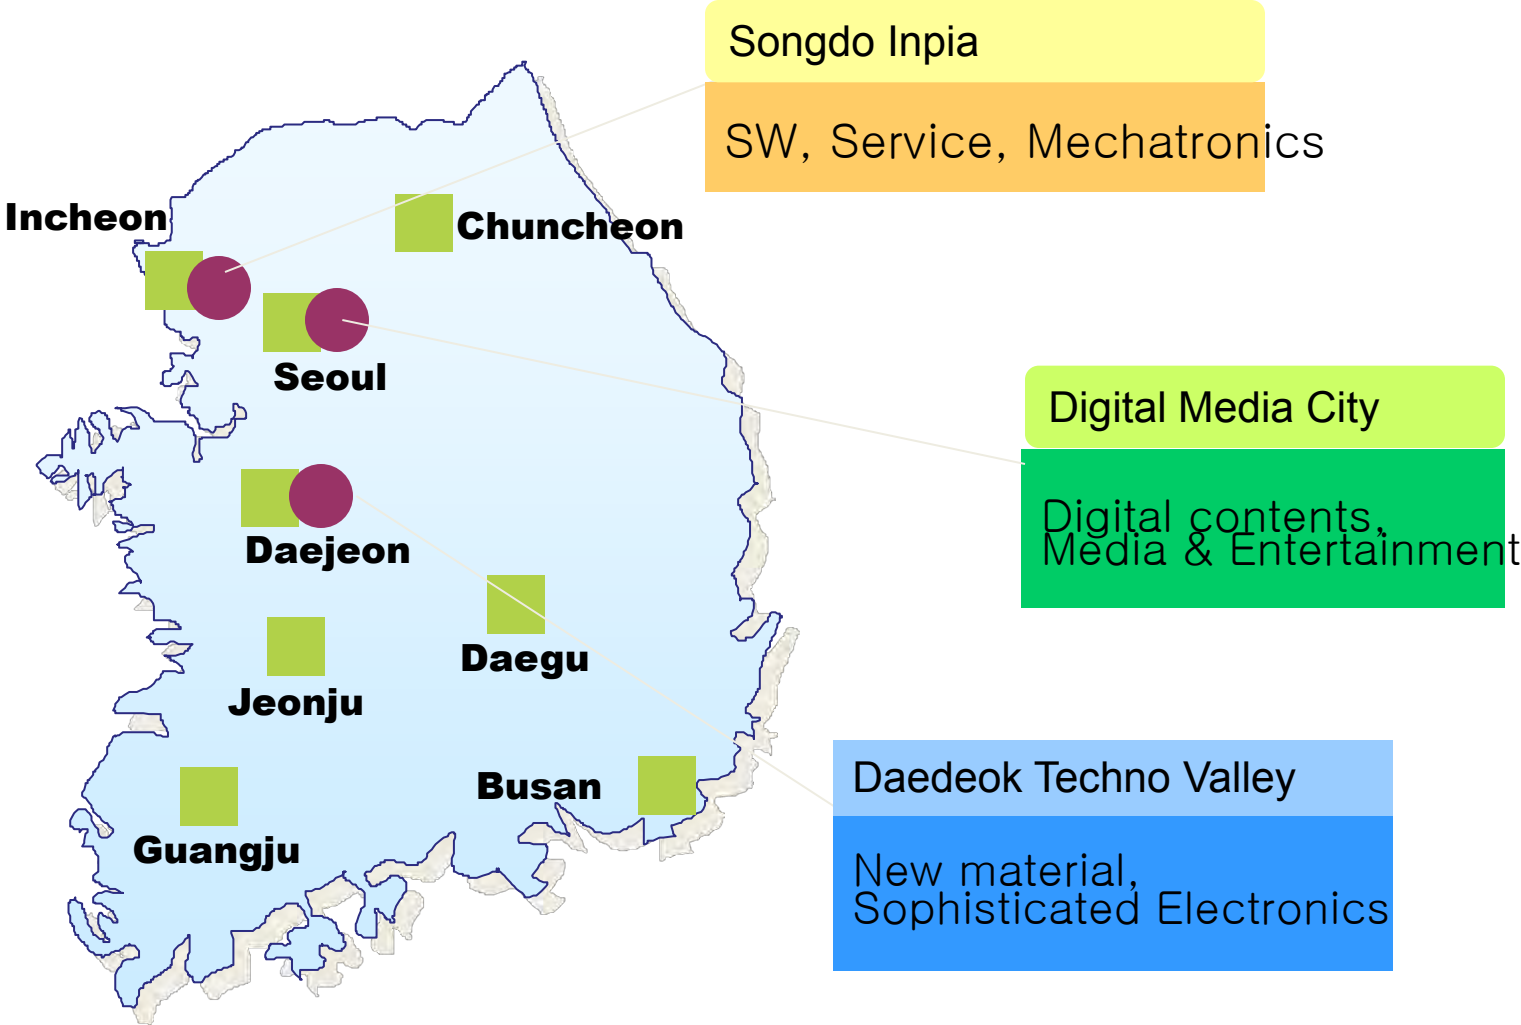 Songdo Inpia
SW, Service, Mechatronics
Incheon
Chuncheon
Seoul
Digital Media City
Digital contents,
Media & Entertainment
Daejeon
Daegu
Jeonju
Busan
Daedeok Techno Valley
Guangju
New material,
Sophisticated Electronics